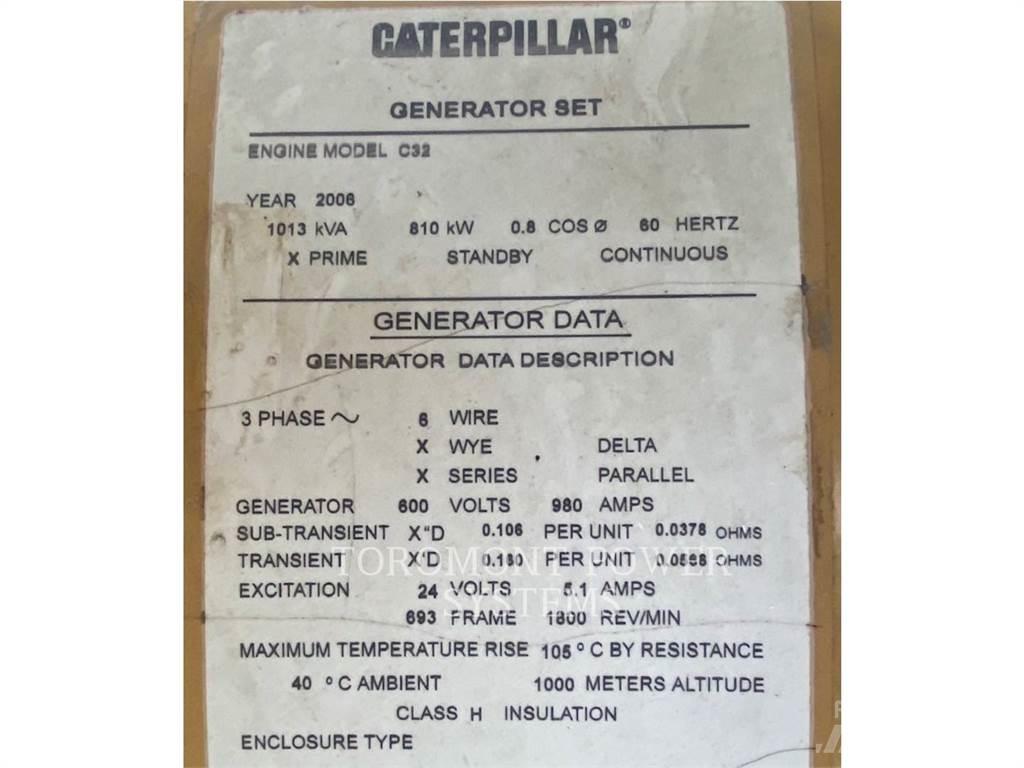 CATERPILLAR®
GENERATOR SET
ENGINE MODEL C32
YEAR 2006
1013 kVA 810 kW 0.8 COS Ø 60 HERTZ
X PRIME STANDBY CONTINUOUS
GENERATOR DATA
GENERATOR DATA DESCRIPTION
3 PHASE ~ 6 WIRE
X WYE DELTA
X SERIES PARALLEL
GENERATOR 600 VOLTS 980 AMPS
SUB-TRANSIENT X"D 0.106 PER UNIT 0.0378 OHMS
TRANSIENT X'D PER UNIT OHMS
TOROMONT POWER
EXCITATION 24 VOLTS 5.1 AMPS
SYSTEMS
693 FRAME 1800 REV/MIN
MAXIMUM TEMPERATURE RISE 105 ° C BY RESISTANCE
40 ° C AMBIENT 1000 METERS ALTITUDE
CLASS H INSULATION
ENCLOSURE TYPE